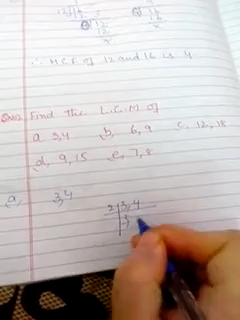 ∴ H.C.F of 12 and 16 is 4
Find the L.C.M of
a. 3,4 b, 6,9 c, 12,18
d, 9,15 e, 7,8
a, 3,4
2 | 3, 4
3